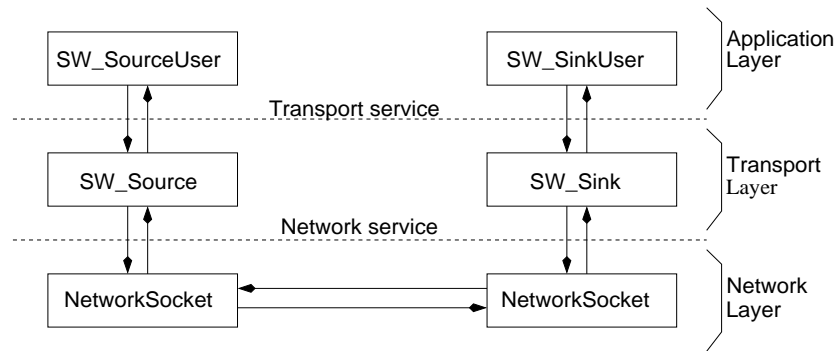 SW_SourceUser
SW_SinkUser
Application
Layer
Transport service
SW_Source
SW_Sink
Transport
Layer
Network service
NetworkSocket
NetworkSocket
Network
Layer